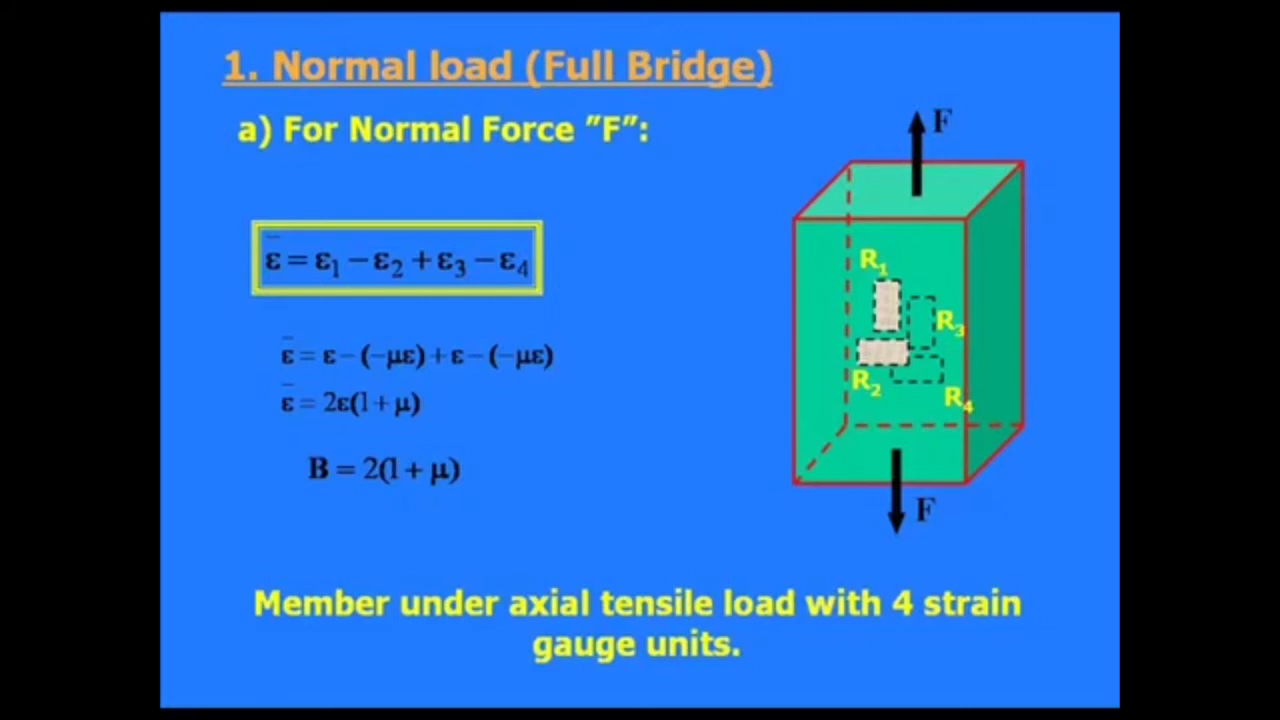 1. Normal load (Full Bridge)
a) For Normal Force ”F”:
F
ε̄ = ε₁ − ε₂ + ε₃ − ε₄
R₁
R₃
ε̄ = ε − (−με) + ε − (−με)
R₂
ε̄ = 2ε(1 + μ)
R₄
B = 2(1 + μ)
F
Member under axial tensile load with 4 strain
gauge units.